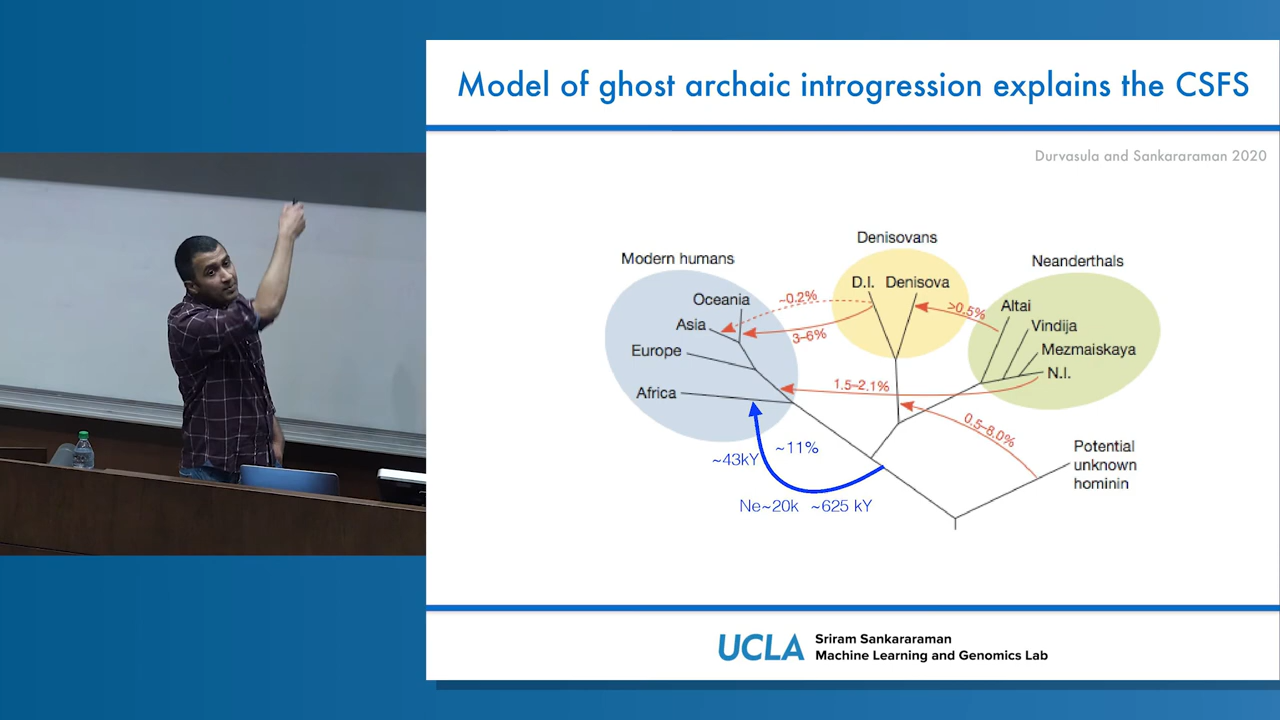 Model of ghost archaic introgression explains the CSFS
Durvasula and Sankararaman 2020
Denisovans
Modern humans
Neanderthals
D.I. Denisova
Oceania
~0.2%
>0.5%
Altai
Asia
3–6%
Vindija
Europe
Mezmaiskaya
N.I.
1.5–2.1%
Africa
0.5–8.0%
~11%
~43kY
Potential
unknown
hominin
Ne~20k ~625 kY
UCLA
Sriram Sankararaman
Machine Learning and Genomics Lab